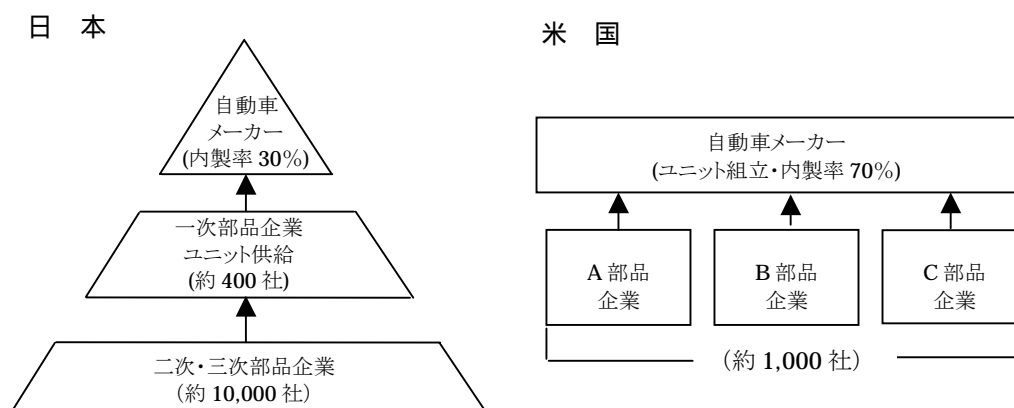 日 本
自動車
メーカー
(内製率 30%)
一次部品企業
ユニット供給
(約 400 社)
二次・三次部品企業
(約 10,000 社)
米 国
自動車メーカー
(ユニット組立・内製率 70%)
A 部品
企業
B 部品
企業
C 部品
企業
(約 1,000 社)